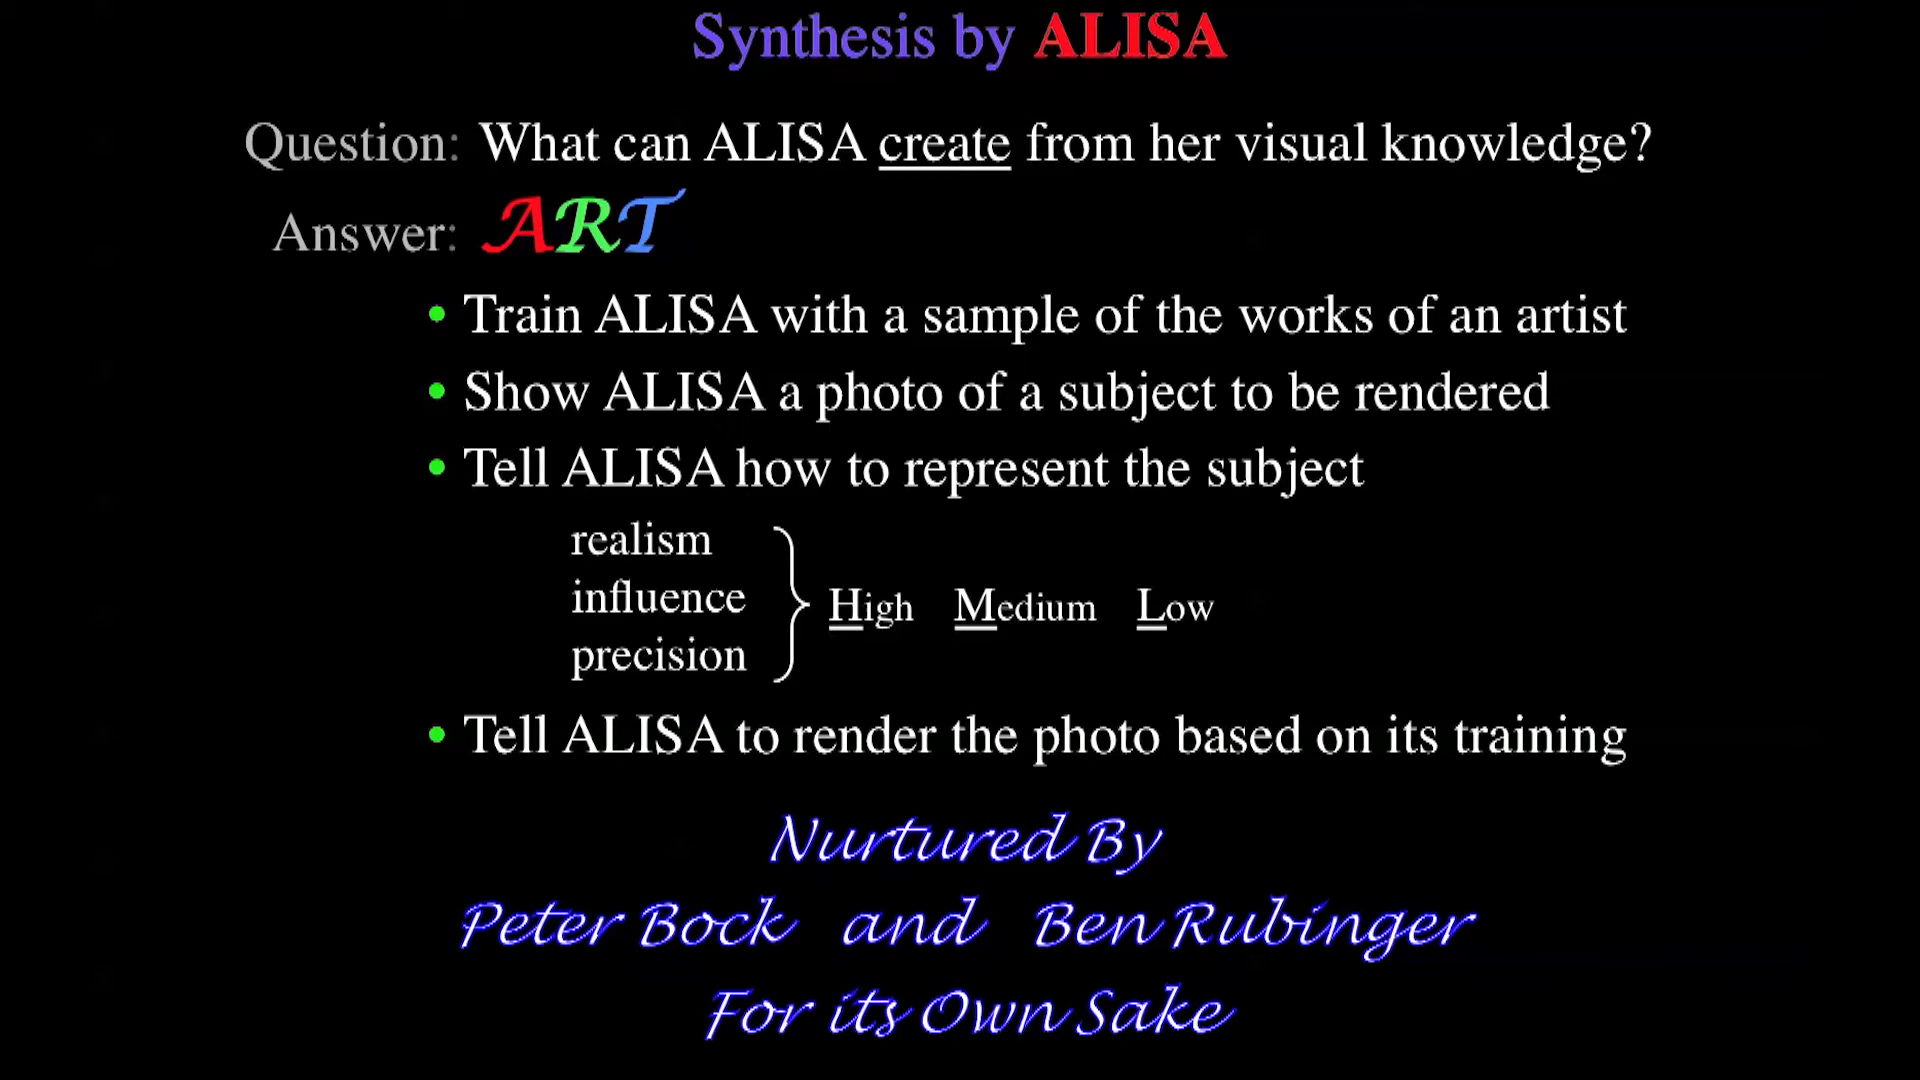 Synthesis by ALISA
Question: What can ALISA create from her visual knowledge?
Answer: ART
• Train ALISA with a sample of the works of an artist
• Show ALISA a photo of a subject to be rendered
• Tell ALISA how to represent the subject
realism
influence
precision
High Medium Low
• Tell ALISA to render the photo based on its training
Nurtured By
Peter Bock and Ben Rubinger
For its Own Sake